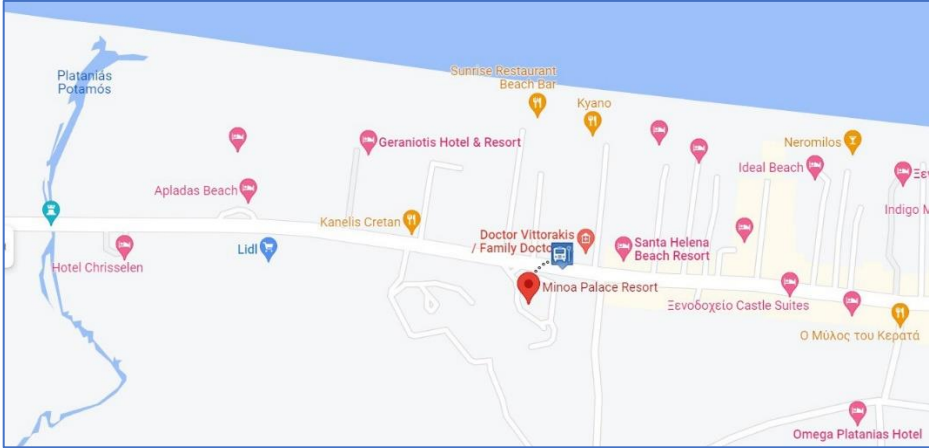 Platanias
Potamós
Sunrise Restaurant
Beach Bar
Kyano
Geraniotis Hotel & Resort
Neromilos
Ideal Beach
Apladas Beach
Indigo M
Kanelis Cretan
Doctor Vittorakis
/ Family Docto
Lidl
Santa Helena
Beach Resort
Hotel Chrisselen
Minoa Palace Resort
Ξενοδοχείο Castle Suites
Ο Μύλος του Κερατά
Omega Platanias Hotel